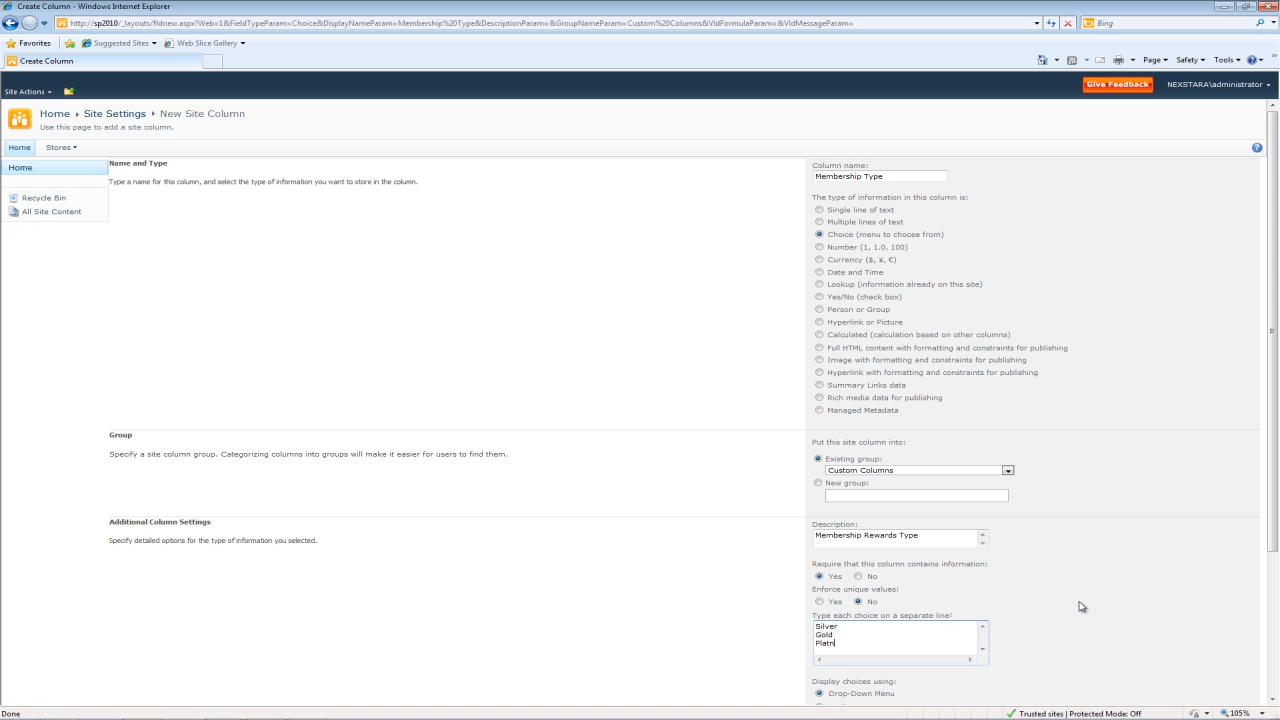 Create Column - Windows Internet Explorer
http://sp2010/_layouts/fldnew.aspx?Web=1&FieldTypeParam=Choice&DisplayNameParam=Membership%20Type&DescriptionParam=&GroupNameParam=Custom%20Columns&VldFormulaParam=&VldMessageParam=
Bing
Favorites
Suggested Sites
Web Slice Gallery
Create Column
Page
Safety
Tools
Site Actions
Give Feedback
NEXSTARA\administrator
Home
Site Settings
New Site Column
Use this page to add a site column.
Home
Stores
Home
Recycle Bin
All Site Content
Name and Type
Type a name for this column, and select the type of information you want to store in the column.
Column name:
Membership Type
The type of information in this column is:
Single line of text
Multiple lines of text
Choice (menu to choose from)
Number (1, 1.0, 100)
Currency ($, ¥, €)
Date and Time
Lookup (information already on this site)
Yes/No (check box)
Person or Group
Hyperlink or Picture
Calculated (calculation based on other columns)
Full HTML content with formatting and constraints for publishing
Image with formatting and constraints for publishing
Hyperlink with formatting and constraints for publishing
Summary Links data
Rich media data for publishing
Managed Metadata
Group
Specify a site column group. Categorizing columns into groups will make it easier for users to find them.
Put this site column into:
Existing group:
Custom Columns
New group:
Additional Column Settings
Specify detailed options for the type of information you selected.
Description:
Membership Rewards Type
Require that this column contains information:
Yes No
Enforce unique values:
Yes No
Type each choice on a separate line:
Silver
Gold
Platn
Display choices using:
Drop-Down Menu
Done
Trusted sites | Protected Mode: Off
105%